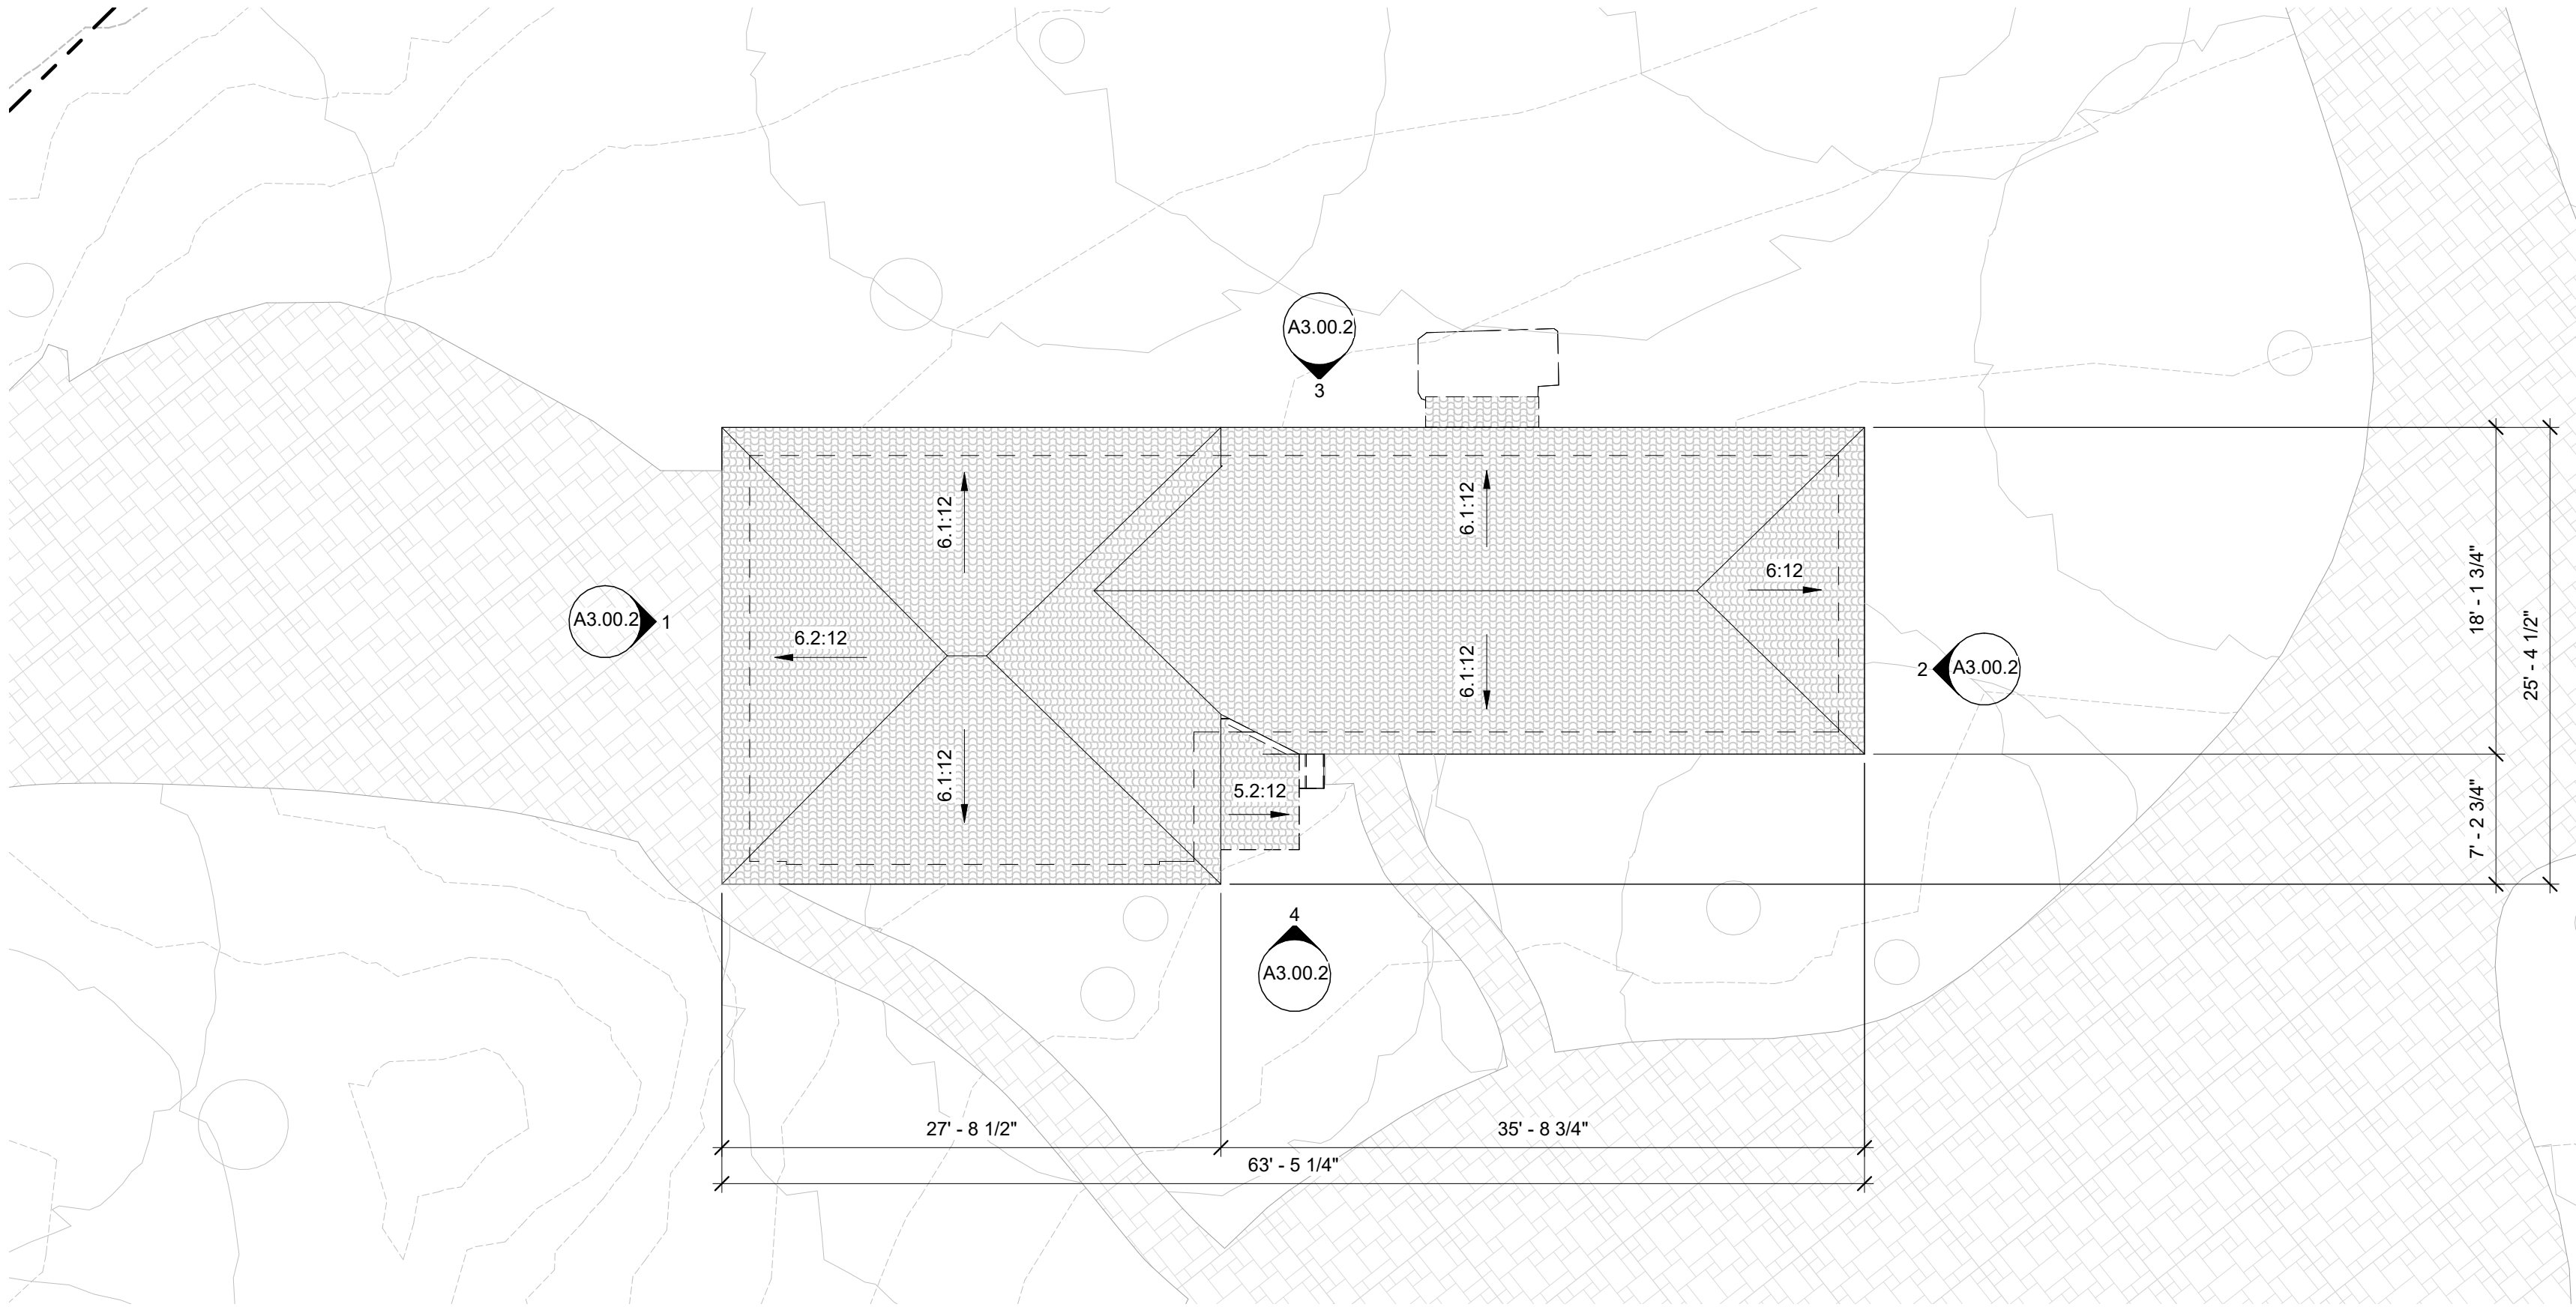 A3.00.2
3
6.1:12
6.1:12
18' - 1 3/4"
6:12
A3.00.2
1
25' - 4 1/2"
6.2:12
6.1:12
2
A3.00.2
6.1:12
5.2:12
7' - 2 3/4"
4
A3.00.2
27' - 8 1/2"
35' - 8 3/4"
63' - 5 1/4"